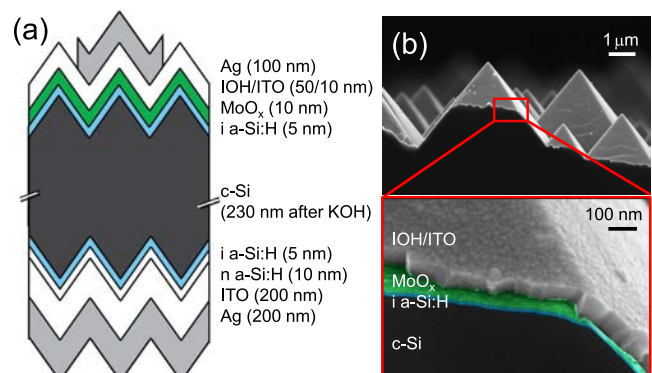 (a)
Ag (100 nm)
IOH/ITO (50/10 nm)
MoOx (10 nm)
i a-Si:H (5 nm)
c-Si
(230 nm after KOH)
i a-Si:H (5 nm)
n a-Si:H (10 nm)
ITO (200 nm)
Ag (200 nm)
(b)
1 μm
100 nm
IOH/ITO
MoOx
i a-Si:H
c-Si